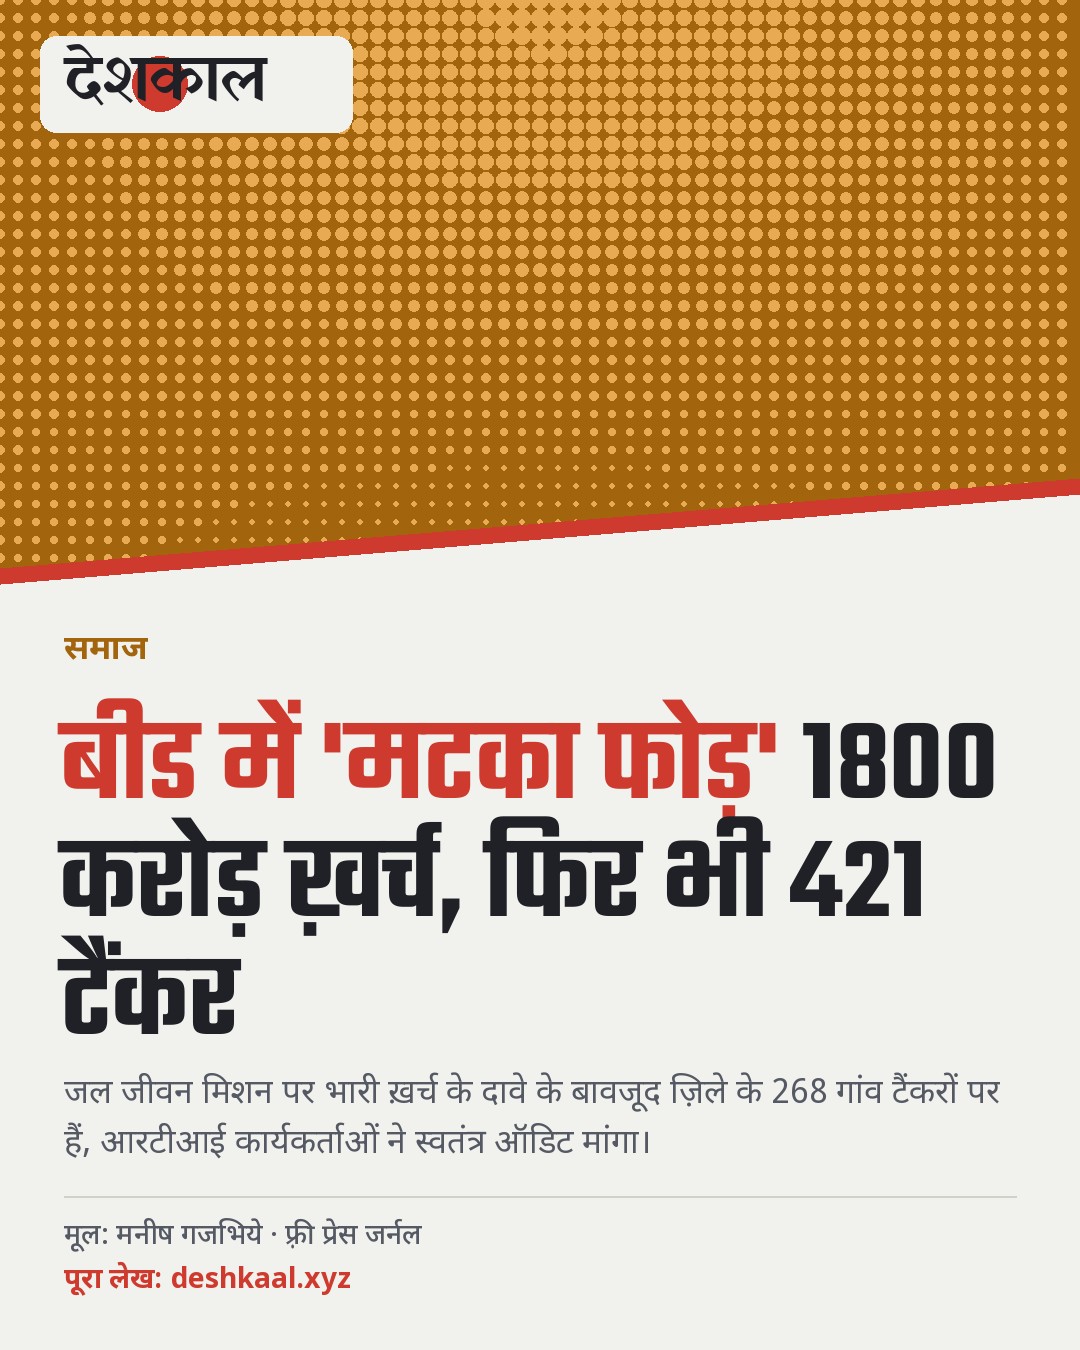 देशकाल
समाज
बीड में 'मटका फोड़' 1800
करोड़ ख़र्च, फिर भी 421
टैंकर
जल जीवन मिशन पर भारी ख़र्च के दावे के बावजूद ज़िले के 268 गांव टैंकरों पर
हैं, आरटीआई कार्यकर्ताओं ने स्वतंत्र ऑडिट मांगा।
मूल: मनीष गजभिये · फ़्री प्रेस जर्नल
पूरा लेख: deshkaal.xyz